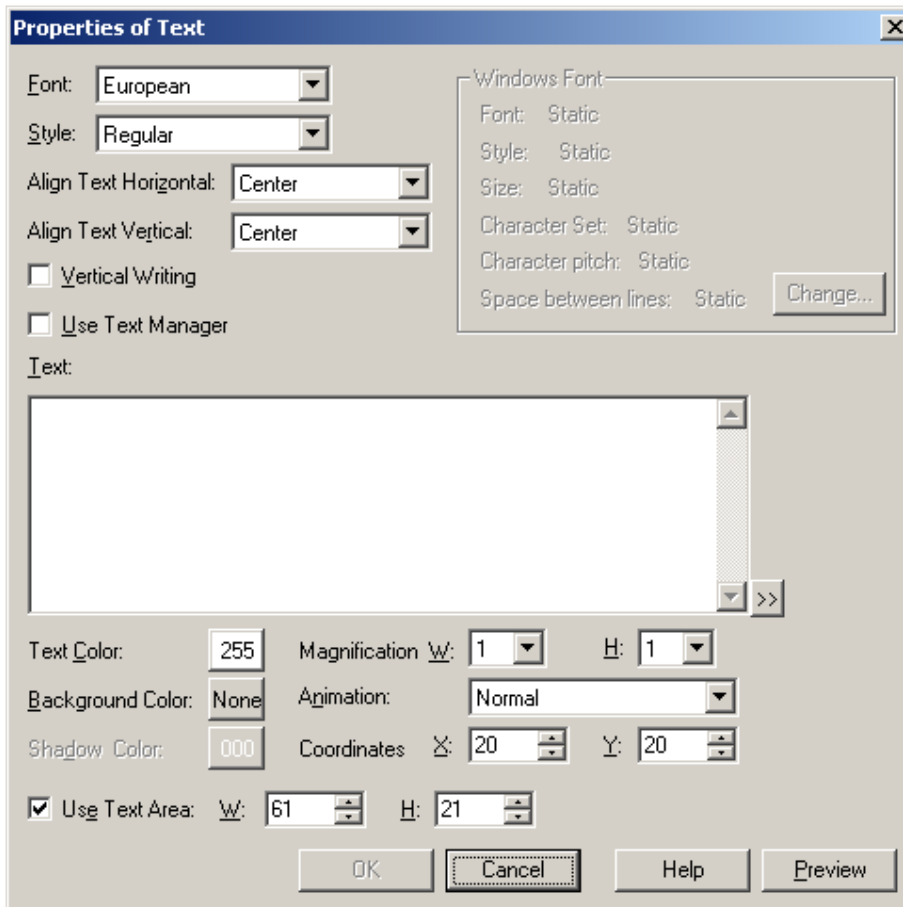 Properties of Text
Font: European
Style: Regular
Align Text Horizontal: Center
Align Text Vertical: Center
Vertical Writing
Use Text Manager
Windows Font
Font: Static
Style: Static
Size: Static
Character Set: Static
Character pitch: Static
Space between lines: Static
Change...
Text:
>>
Text Color: 255 Magnification W: 1 H: 1
Background Color: None Animation: Normal
Shadow Color: 000 Coordinates X: 20 Y: 20
Use Text Area: W: 61 H: 21
OK Cancel Help Preview